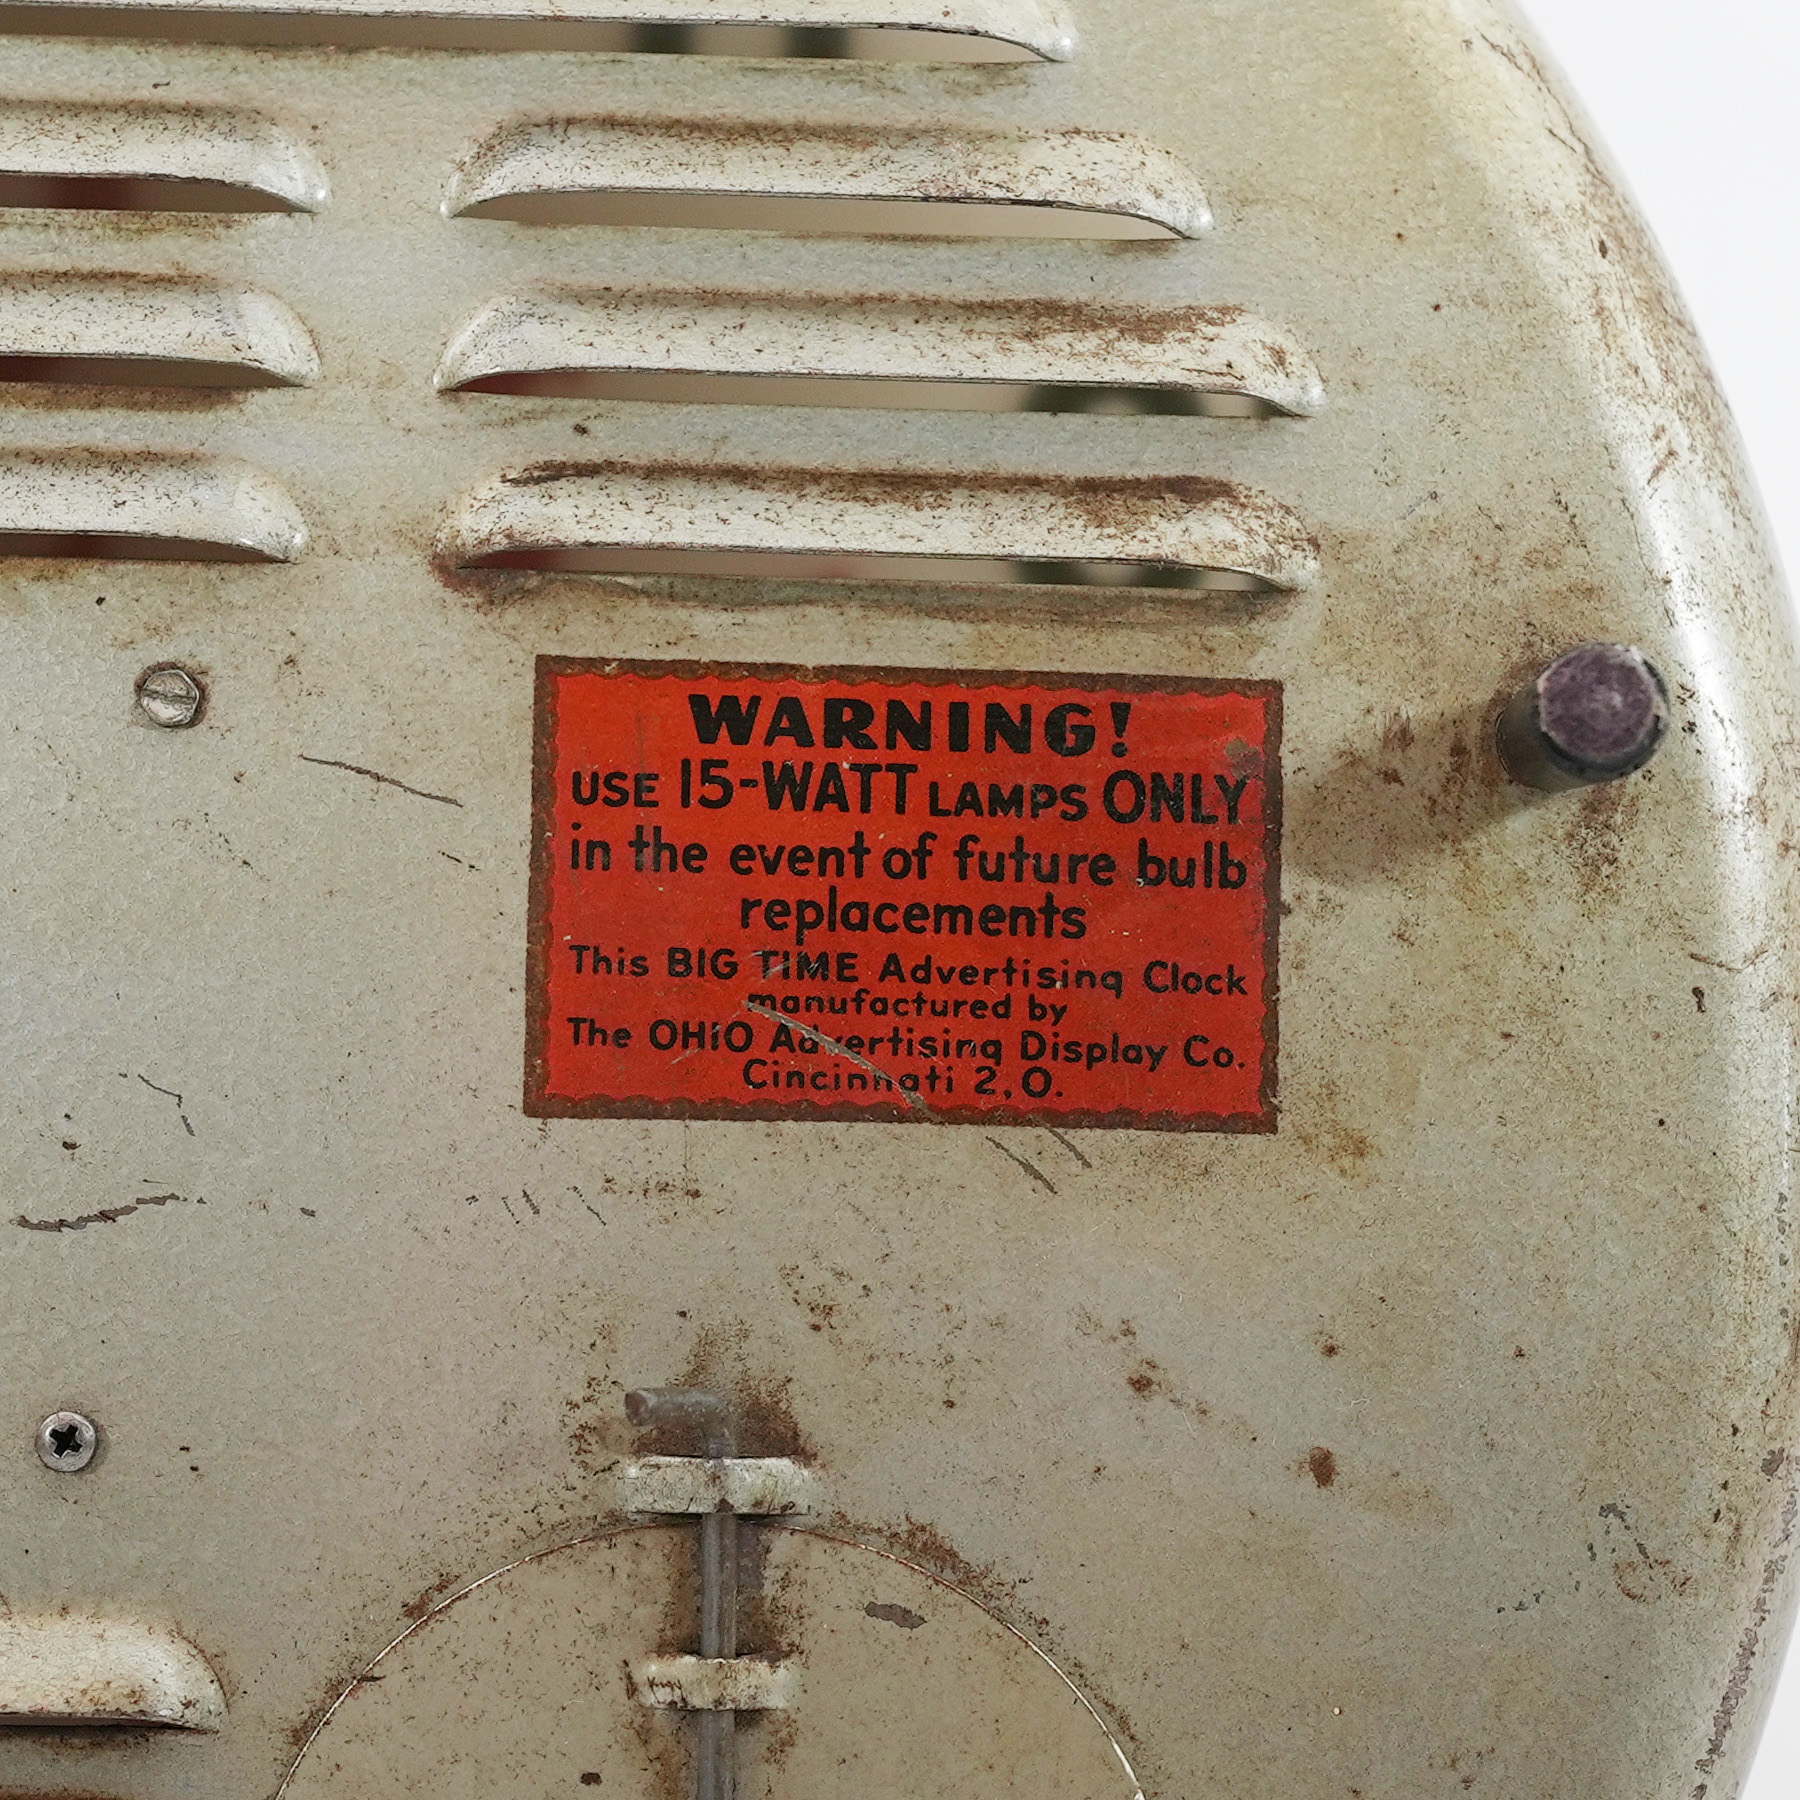 WARNING!
USE 15-WATT LAMPS ONLY
in the event of future bulb
replacements
This BIG TIME Advertising Clock
manufactured by
The OHIO Advertising Display Co.
Cincinnati 2, O.